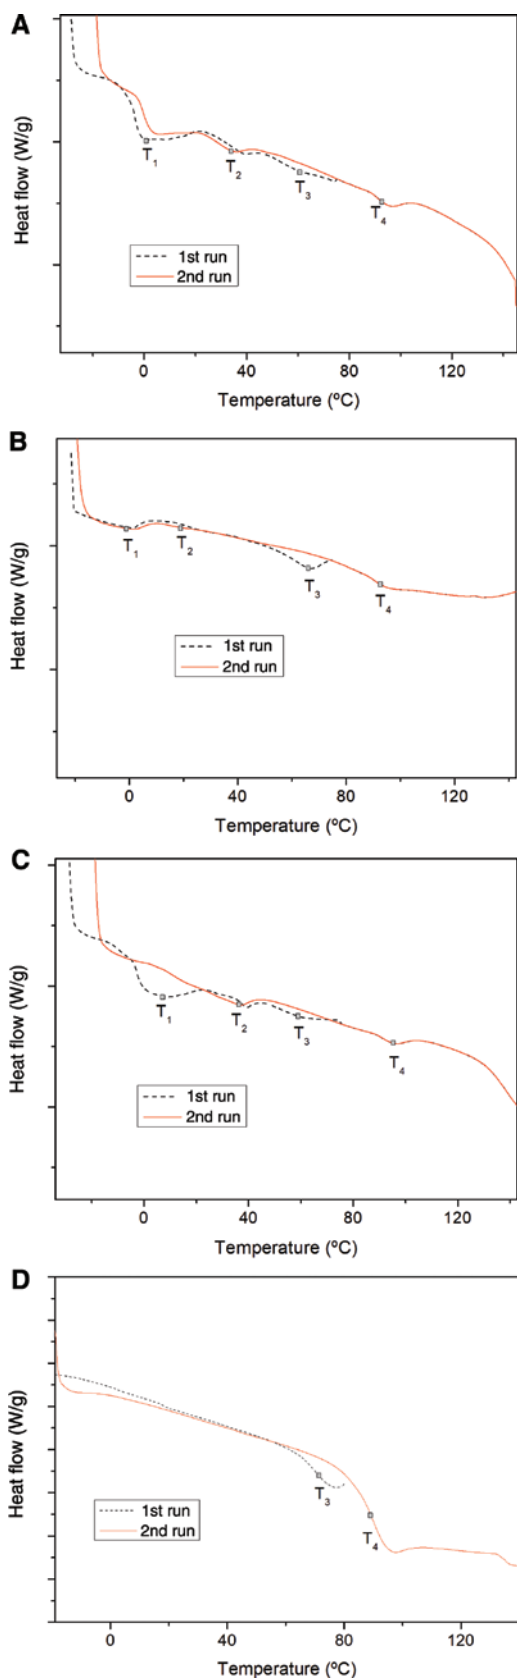 A
Heat flow (W/g)
T1
T2
T3
T4
1st run
2nd run
0 40 80 120
Temperature (ºC)
B
Heat flow (W/g)
T1
T2
T3
T4
1st run
2nd run
0 40 80 120
Temperature (ºC)
C
Heat flow (W/g)
T1
T2
T3
T4
1st run
2nd run
0 40 80 120
Temperature (ºC)
D
Heat flow (W/g)
T3
T4
1st run
2nd run
0 40 80 120
Temperature (ºC)